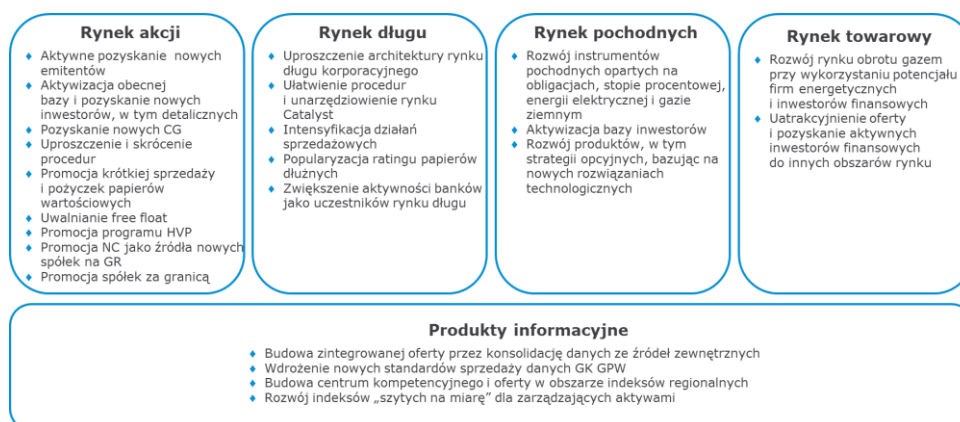 Rynek akcji
Aktywne pozyskanie nowych
emitentów
Aktywizacja obecnej
bazy i pozyskanie nowych
inwestorów, w tym detalicznych
Pozyskanie nowych CG
Uproszczenie i skrócenie
procedur
Promocja krótkiej sprzedaży
i pożyczek papierów
wartościowych
Uwalnianie free float
Promocja programu HVP
Promocja NC jako źródła nowych
spółek na GR
Promocja spółek za granicą
Rynek długu
Uproszczenie architektury rynku
długu korporacyjnego
Ułatwienie procedur
i unarzędziowienie rynku
Catalyst
Intensyfikacja działań
sprzedażowych
Popularyzacja ratingu papierów
dłużnych
Zwiększenie aktywności banków
jako uczestników rynku długu
Rynek pochodnych
Rozwój instrumentów
pochodnych opartych na
obligacjach, stopie procentowej,
energii elektrycznej i gazie
ziemnym
Aktywizacja bazy inwestorów
Rozwój produktów, w tym
strategii opcyjnych, bazując na
nowych rozwiązaniach
technologicznych
Rynek towarowy
Rozwój rynku obrotu gazem
przy wykorzystaniu potencjału
firm energetycznych
i inwestorów finansowych
Uatrakcyjnienie oferty
i pozyskanie aktywnych
inwestorów finansowych
do innych obszarów rynku
Produkty informacyjne
Budowa zintegrowanej oferty przez konsolidację danych ze źródeł zewnętrznych
Wdrożenie nowych standardów sprzedaży danych GK GPW
Budowa centrum kompetencyjnego i oferty w obszarze indeksów regionalnych
Rozwój indeksów „szytych na miarę” dla zarządzających aktywami